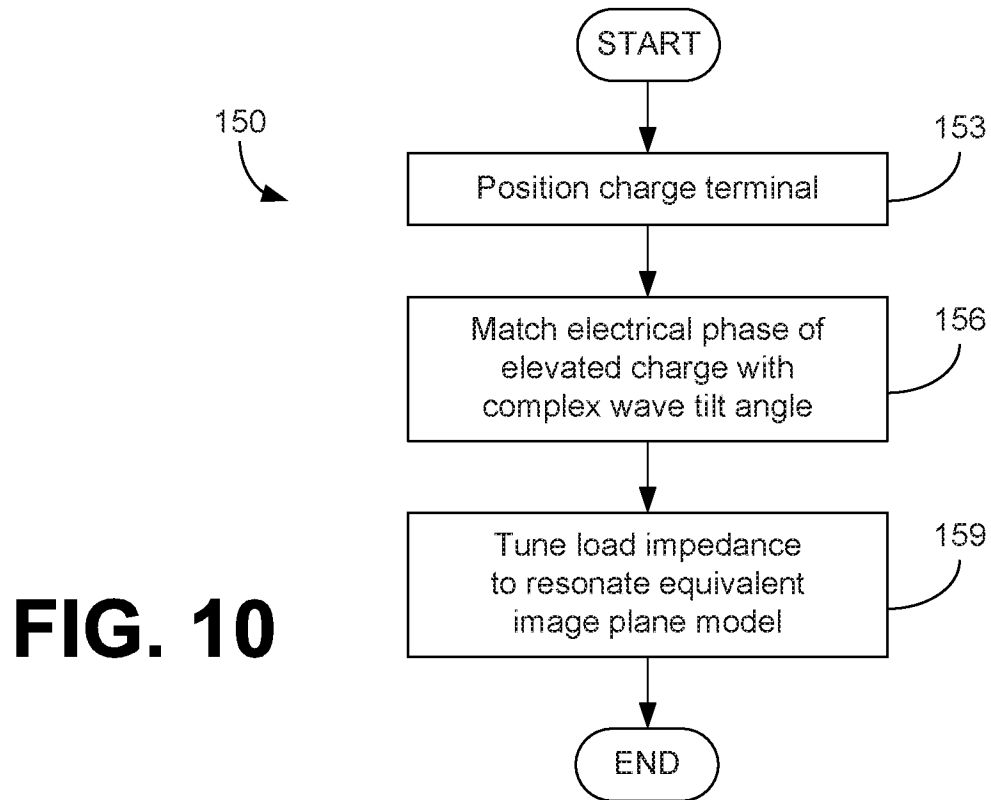 START
150
153
Position charge terminal
156
Match electrical phase of
elevated charge with
complex wave tilt angle
159
Tune load impedance
to resonate equivalent
image plane model
FIG. 10
END